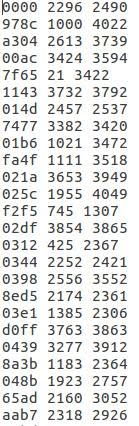 0000 2296 2490
978c 1000 4022
a304 2613 3739
00ac 3424 3594
7f65 21 3422
1143 3732 3792
014d 2457 2537
7477 3382 3420
01b6 1021 3472
fa4f 1111 3518
021a 3653 3949
025c 1955 4049
f2f5 745 1307
02df 3854 3865
0312 425 2367
0344 2252 2421
0398 2556 3552
8ed5 2174 2361
03e1 1385 2306
d0ff 3763 3863
0439 3277 3912
8a3b 1183 2364
048b 1923 2757
65ad 2160 3052
aab7 2318 2926